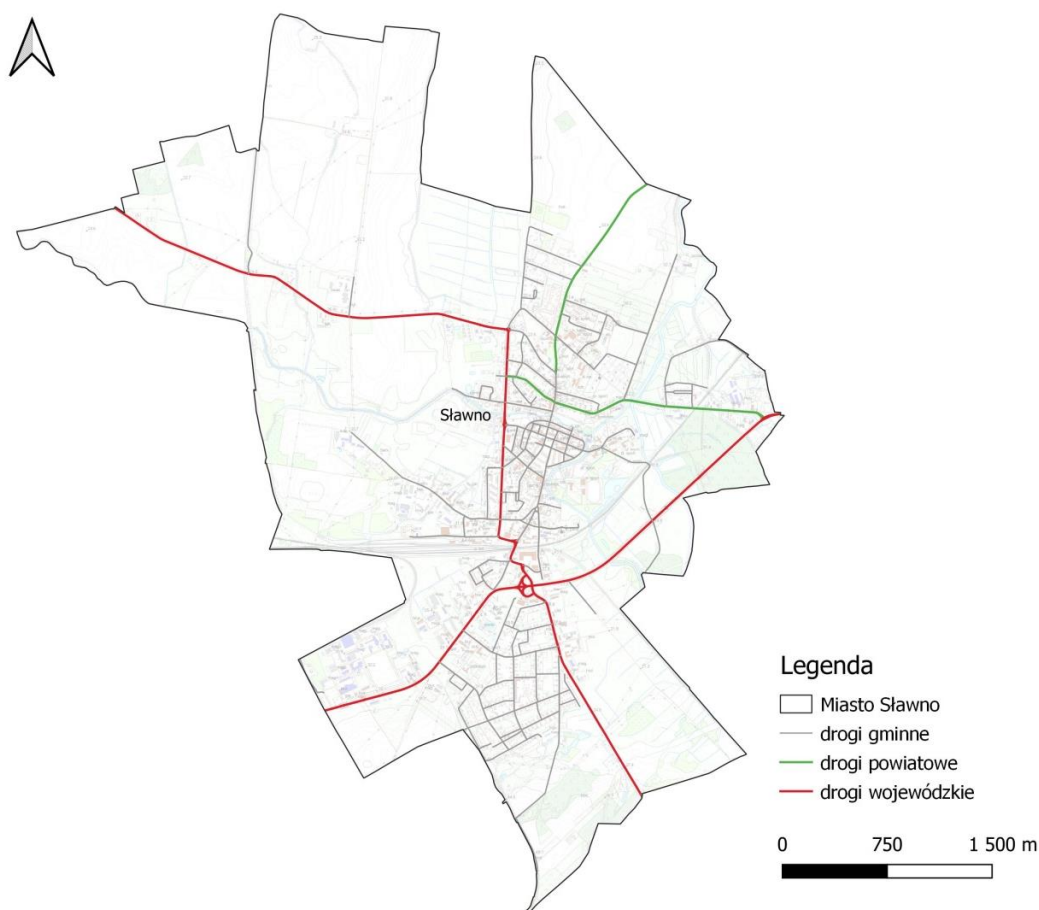 Sławno
Legenda
Miasto Sławno
drogi gminne
drogi powiatowe
drogi wojewódzkie
0 750 1 500 m